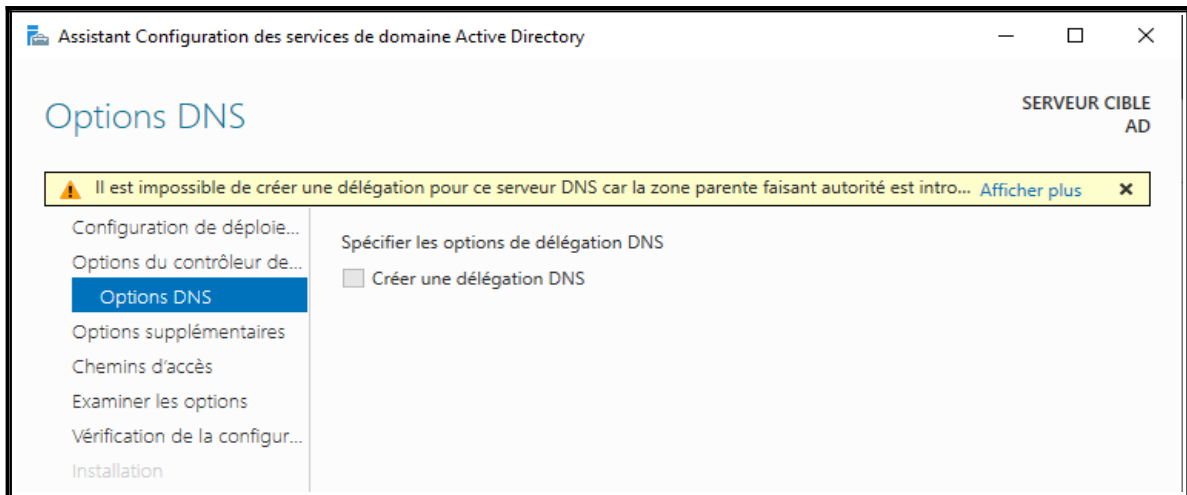 Assistant Configuration des services de domaine Active Directory
Options DNS
SERVEUR CIBLE
AD
Il est impossible de créer une délégation pour ce serveur DNS car la zone parente faisant autorité est intro... Afficher plus
Configuration de déploie...
Options du contrôleur de...
Options DNS
Options supplémentaires
Chemins d'accès
Examiner les options
Vérification de la configur...
Installation
Spécifier les options de délégation DNS
Créer une délégation DNS